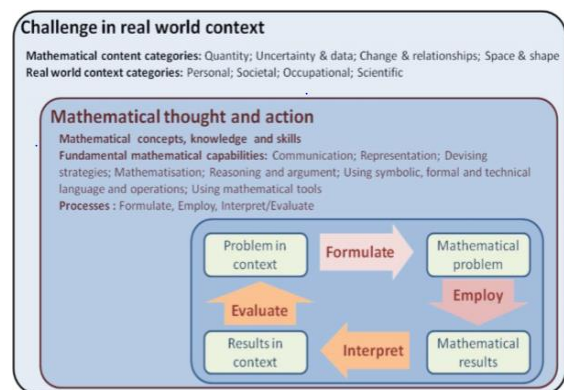 Challenge in real world context
Mathematical content categories: Quantity; Uncertainty & data; Change & relationships; Space & shape
Real world context categories: Personal; Societal; Occupational; Scientific
Mathematical thought and action
Mathematical concepts, knowledge and skills
Fundamental mathematical capabilities: Communication; Representation; Devising
strategies; Mathematisation; Reasoning and argument; Using symbolic, formal and technical
language and operations; Using mathematical tools
Processes : Formulate, Employ, Interpret/Evaluate
Problem in
context
Formulate
Mathematical
problem
Evaluate
Employ
Results in
context
Interpret
Mathematical
results